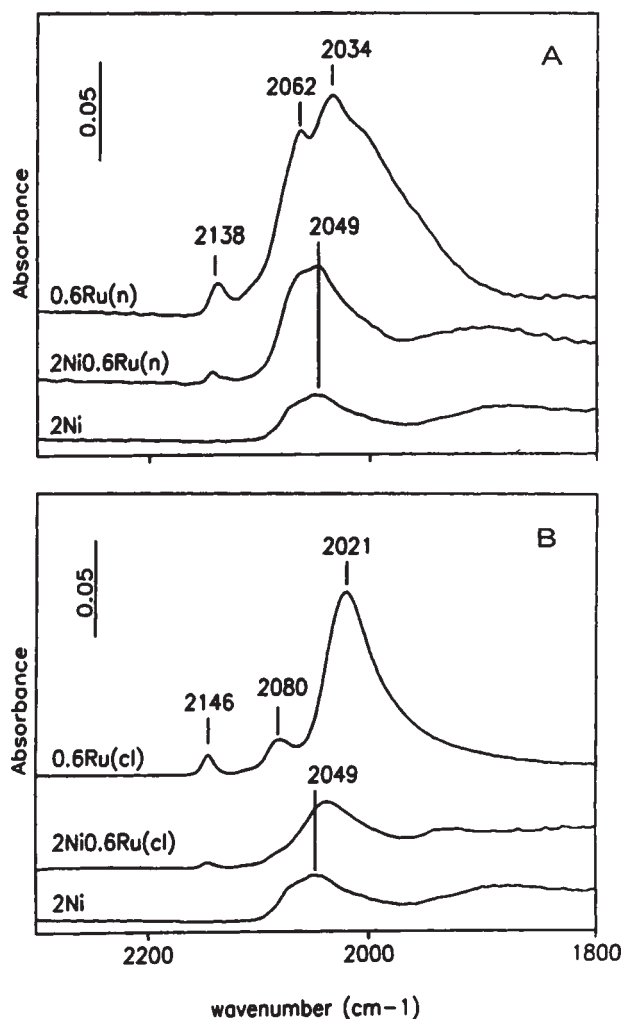 A
2034
2062
0.05
2049
2138
Absorbance
0.6Ru(n)
2Ni0.6Ru(n)
2Ni
B
2021
0.05
2080
2146
2049
Absorbance
0.6Ru(cl)
2Ni0.6Ru(cl)
2Ni
2200
2000
1800
wavenumber (cm-1)